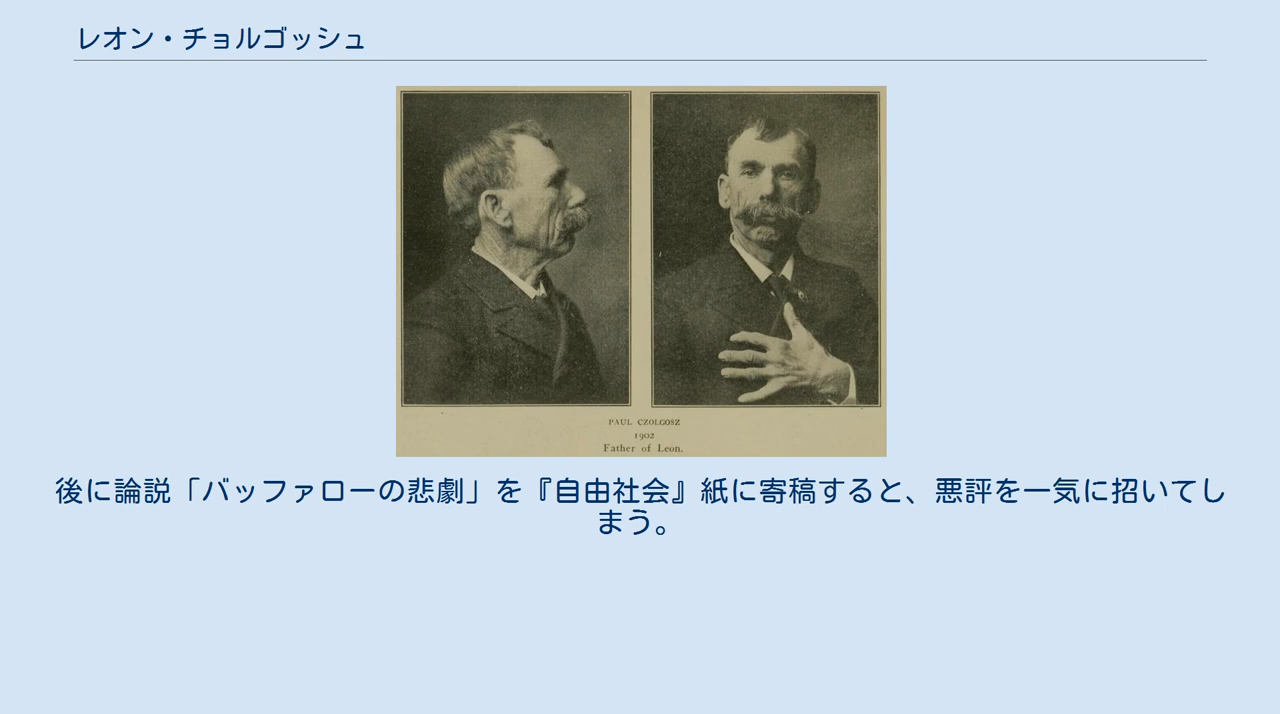 レオン・チョルゴッシュ
PAUL CZOLGOSZ
1902
Father of Leon.
後に論説「バッファローの悲劇」を『自由社会』紙に寄稿すると、悪評を一気に招いてし
まう。